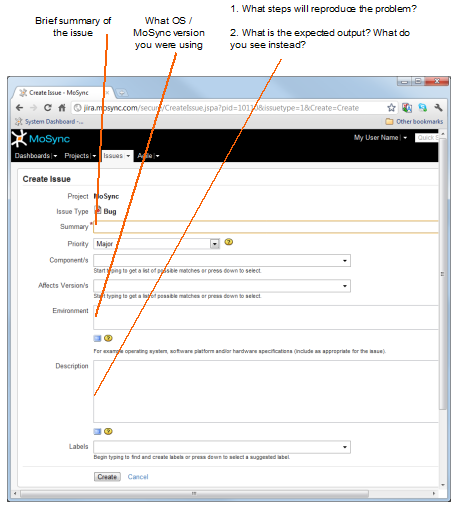 Brief summary of
the issue
What OS /
MoSync version
you were using
1. What steps will reproduce the problem?
2. What is the expected output? What do
you see instead?
Create Issue - MoSync
jira.mosync.com/secure/CreateIssue.jspa?pid=10110&issuetype=1&Create=Create
System Dashboard -...
Other bookmarks
MoSync
My User Name
Quick S
Dashboards Projects Issues Agile
Create Issue
Project MoSync
Issue Type Bug
Summary
Priority Major
Component/s
Start typing to get a list of possible matches or press down to select.
Affects Version/s
Start typing to get a list of possible matches or press down to select.
Environment
For example operating system, software platform and/or hardware specifications (include as appropriate for the issue).
Description
Labels
Begin typing to find and create labels or press down to select a suggested label.
Create Cancel